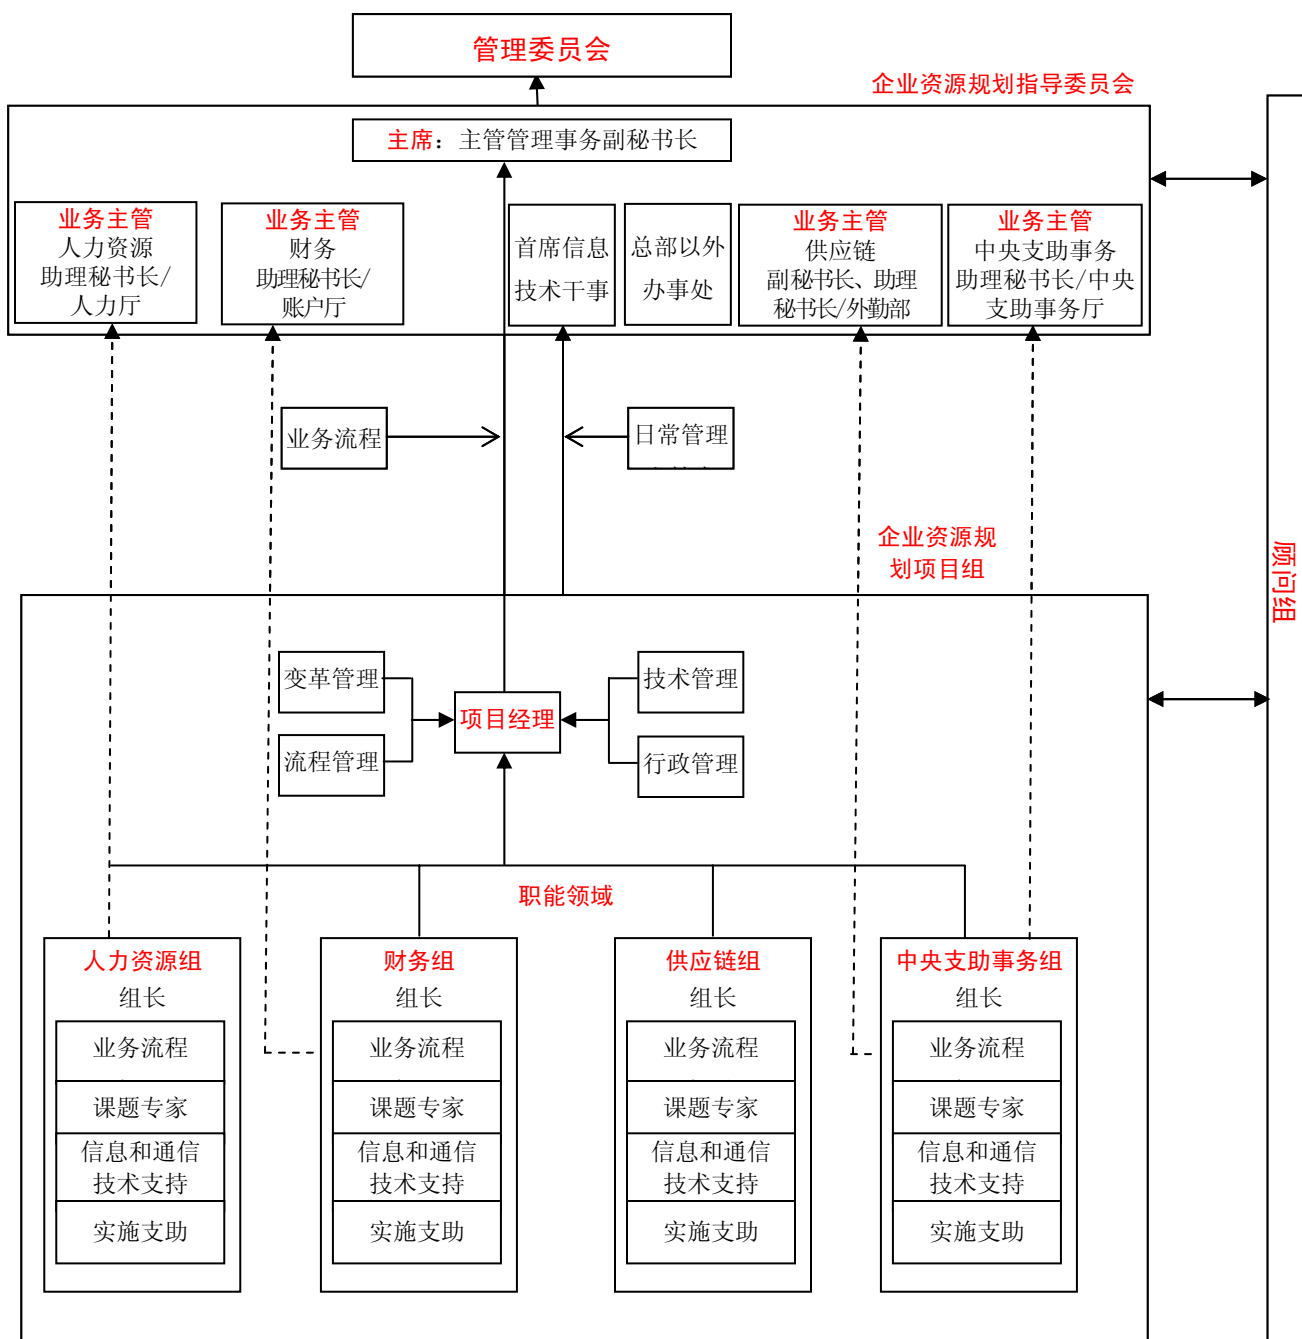 管理委员会
企业资源规划指导委员会
主席：主管管理事务副秘书长
业务主管
人力资源
助理秘书长/
人力厅
业务主管
财务
助理秘书长/
账户厅
首席信息
技术干事
总部以外
办事处
业务主管
供应链
副秘书长、助理
秘书长/外勤部
业务主管
中央支助事务
助理秘书长/中央
支助事务厅
业务流程
日常管理
企业资源规
划项目组
顾问组
变革管理
流程管理
项目经理
技术管理
行政管理
职能领域
人力资源组
组长
业务流程
课题专家
信息和通信
技术支持
实施支助
财务组
组长
业务流程
课题专家
信息和通信
技术支持
实施支助
供应链组
组长
业务流程
课题专家
信息和通信
技术支持
实施支助
中央支助事务组
组长
业务流程
课题专家
信息和通信
技术支持
实施支助